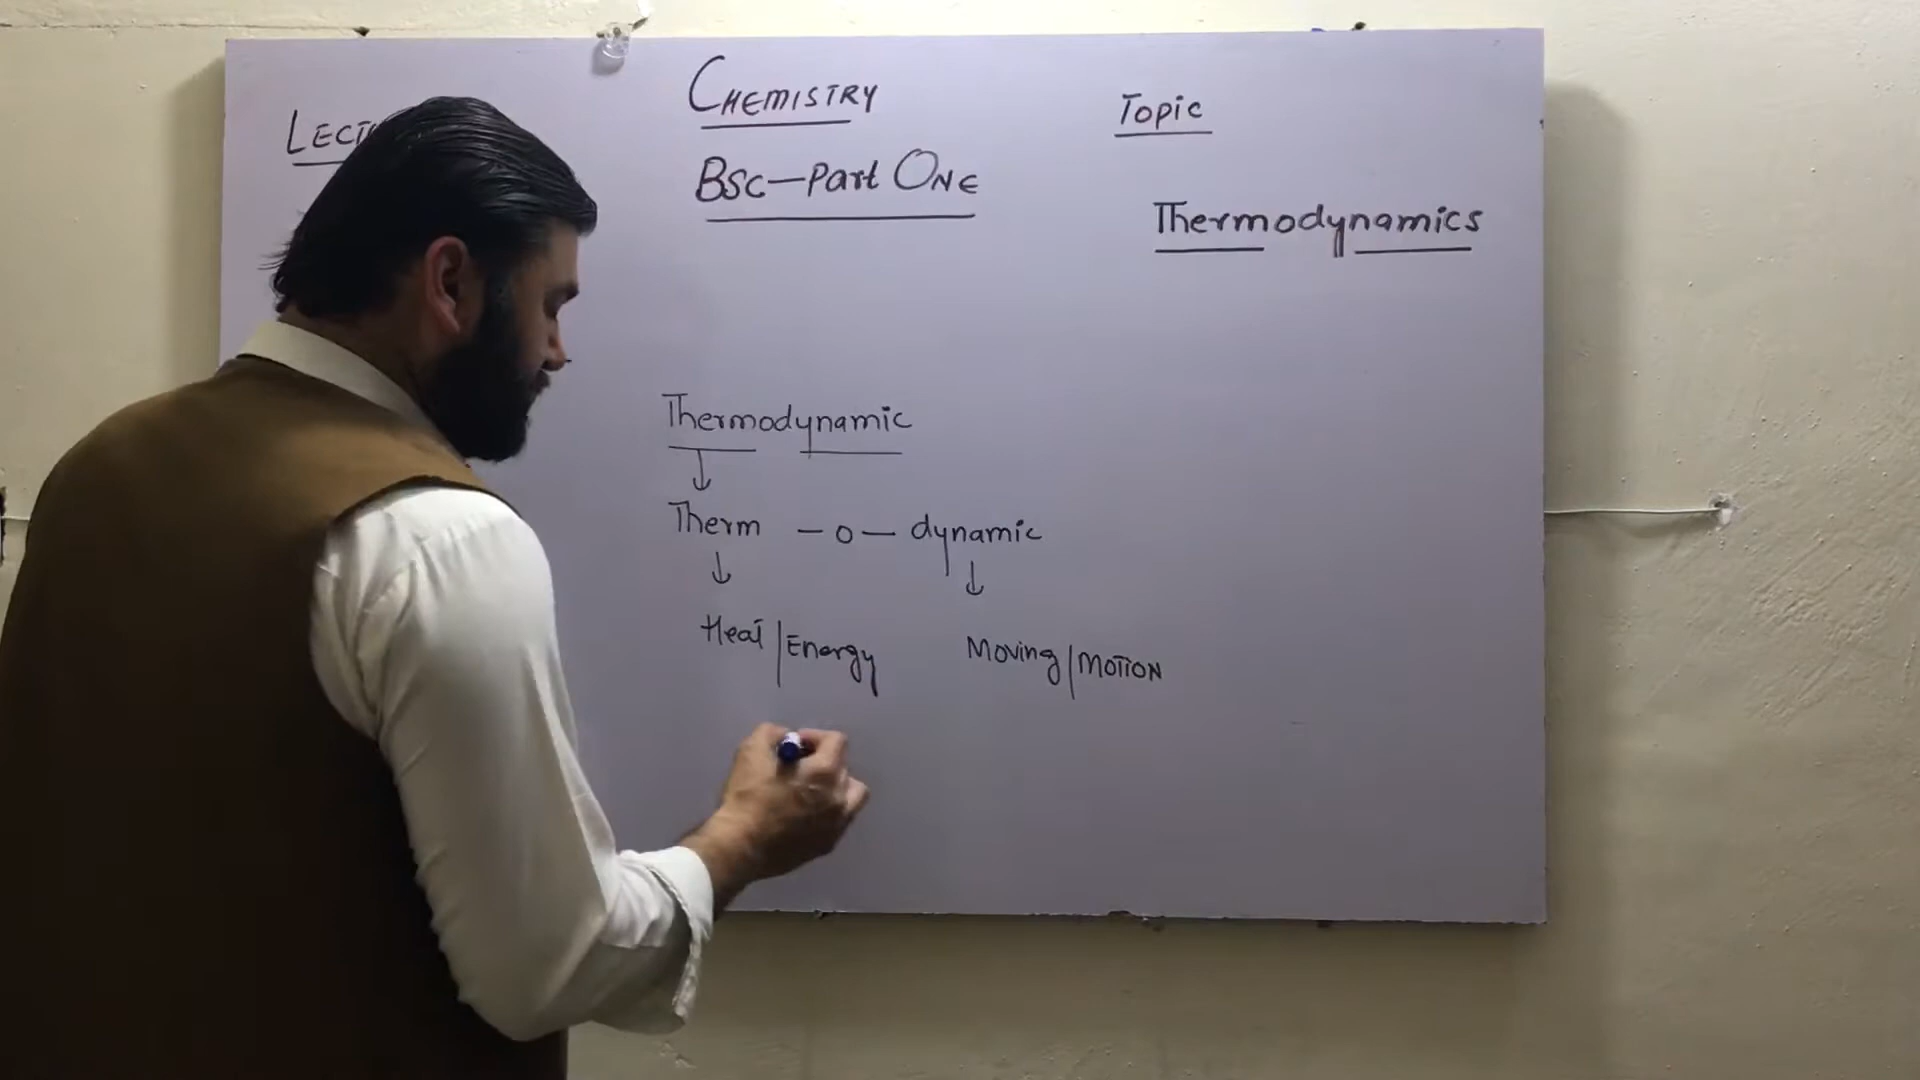 CHEMISTRY
BSC—Part ONE
Topic
Thermodynamics
Thermodynamic
Therm — o — dynamic
Heat | Energy
Moving | MOTION